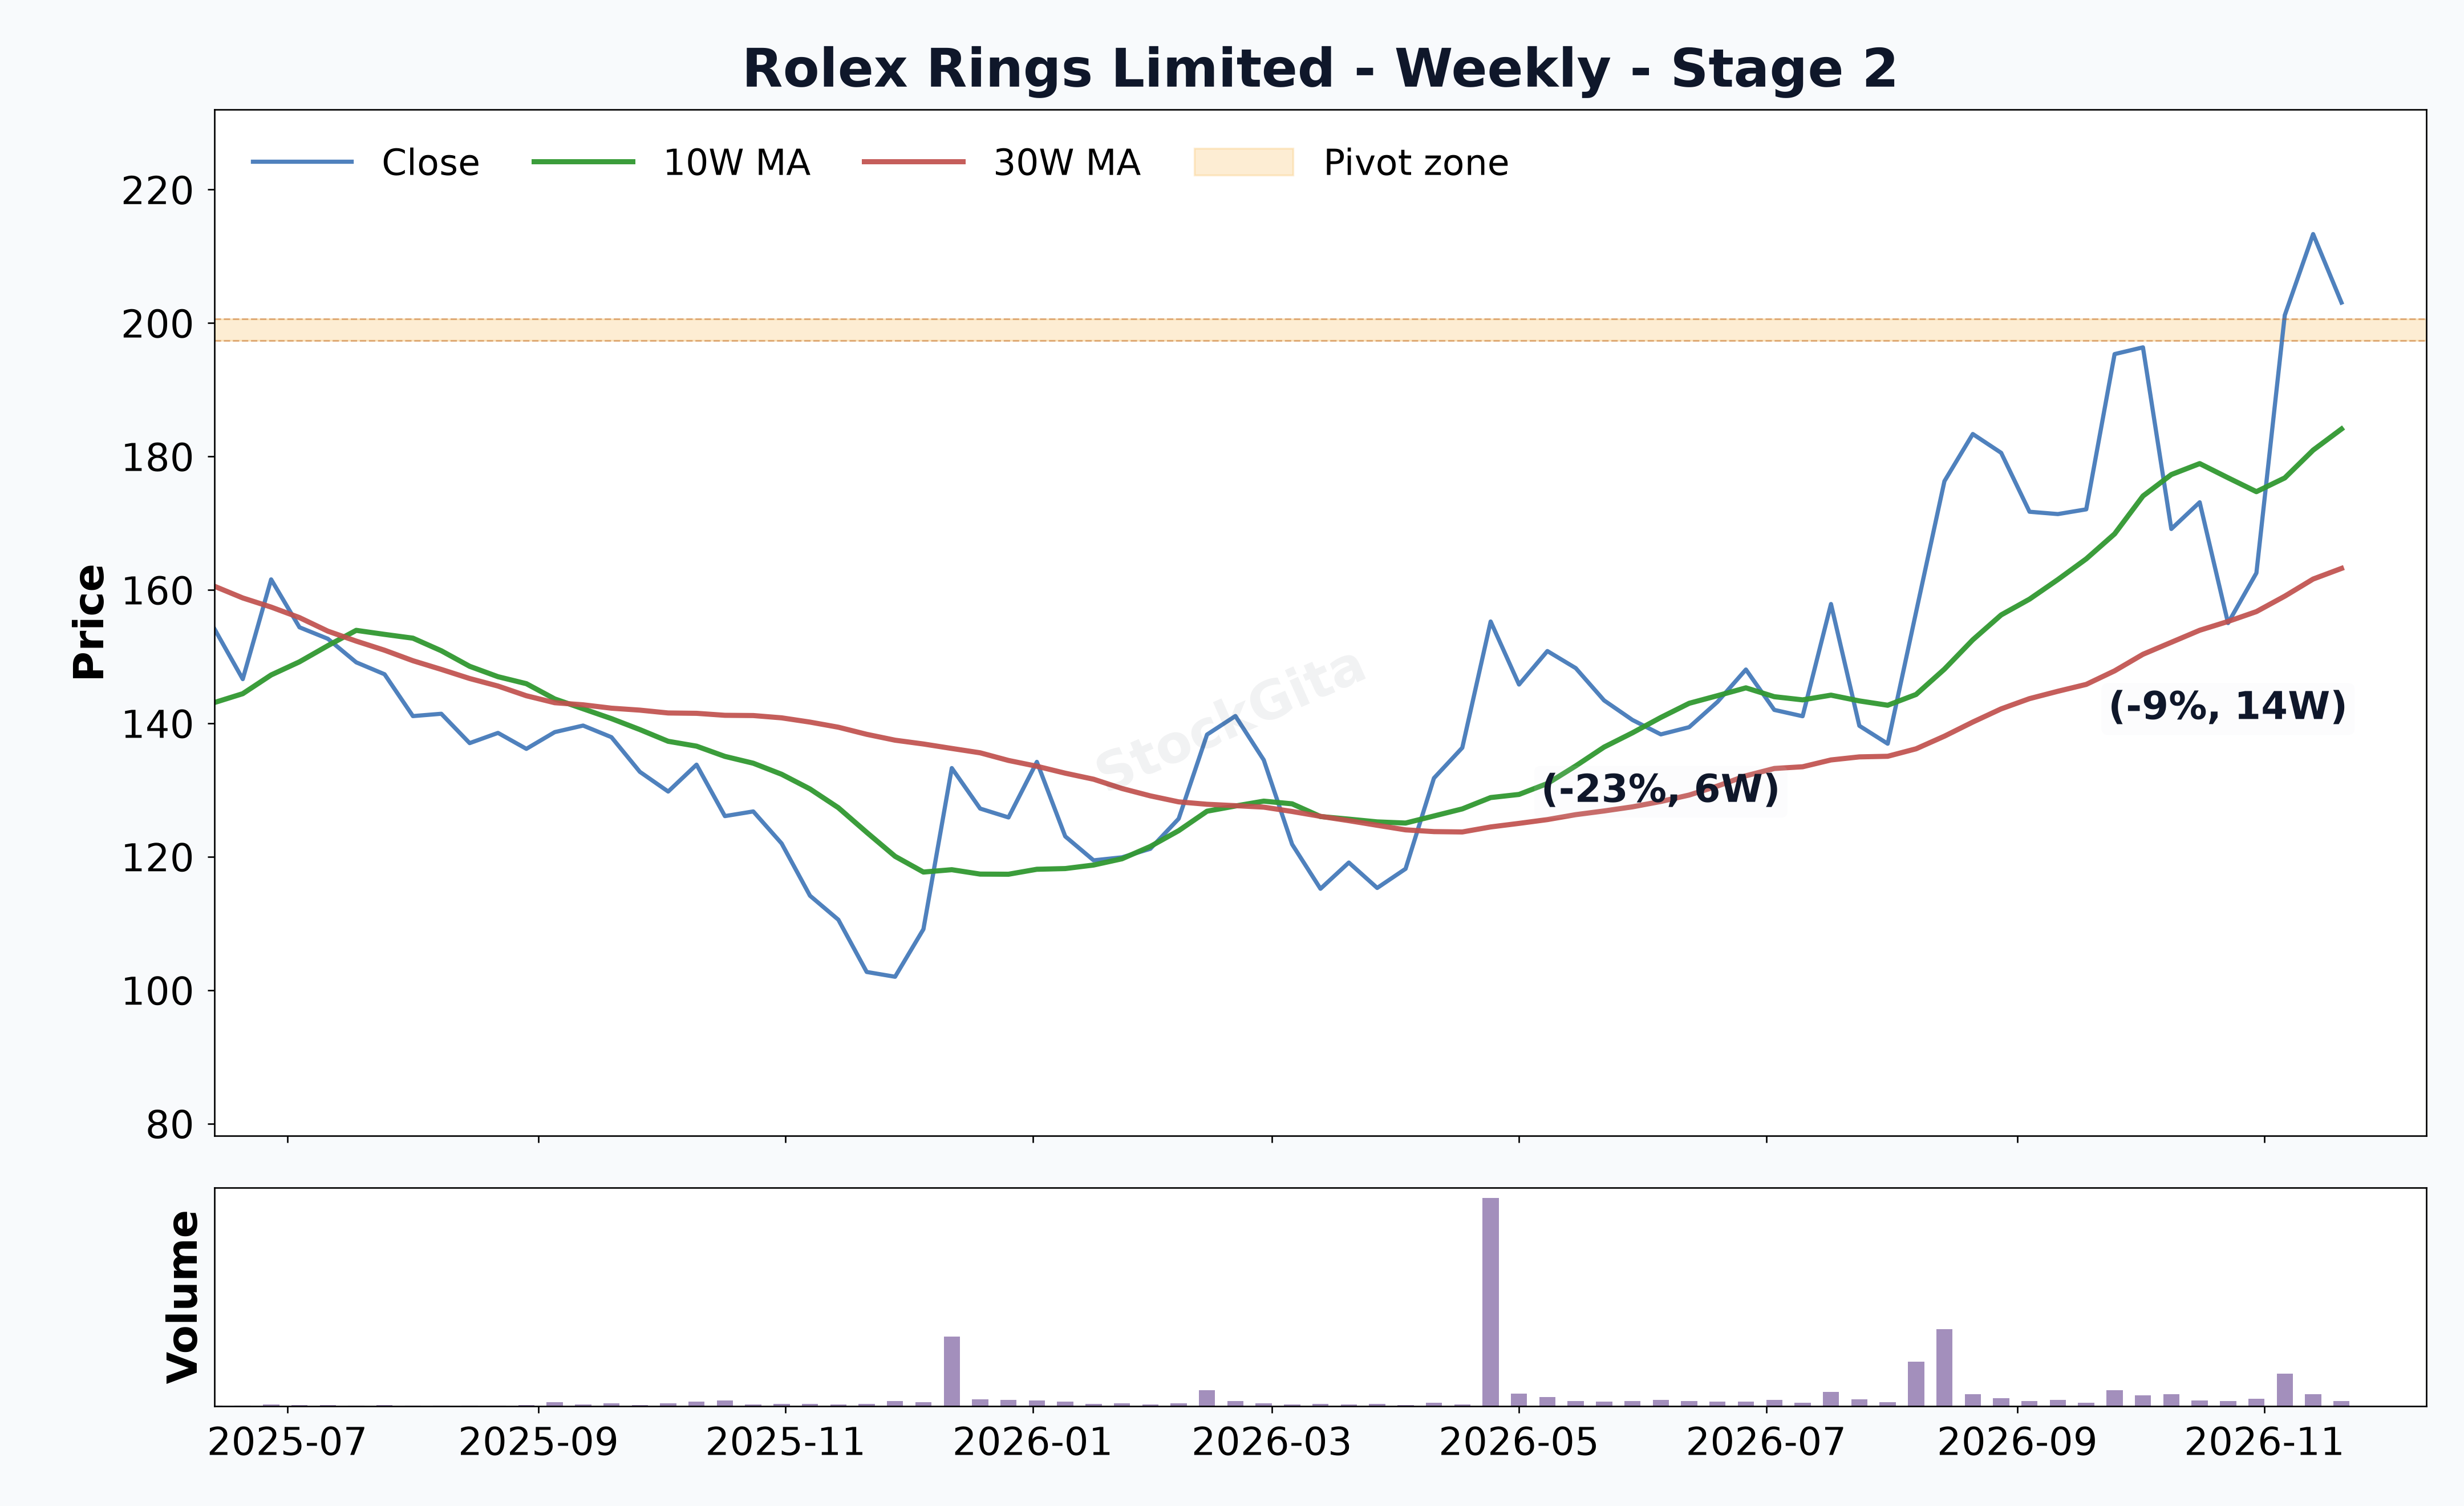 Rolex Rings Limited - Weekly - Stage 2
Close 10W MA 30W MA Pivot zone
220
200
180
160
140
120
100
80
Price
StockGita
(-23%, 6W)
(-9%, 14W)
Volume
2025-07 2025-09 2025-11 2026-01 2026-03 2026-05 2026-07 2026-09 2026-11